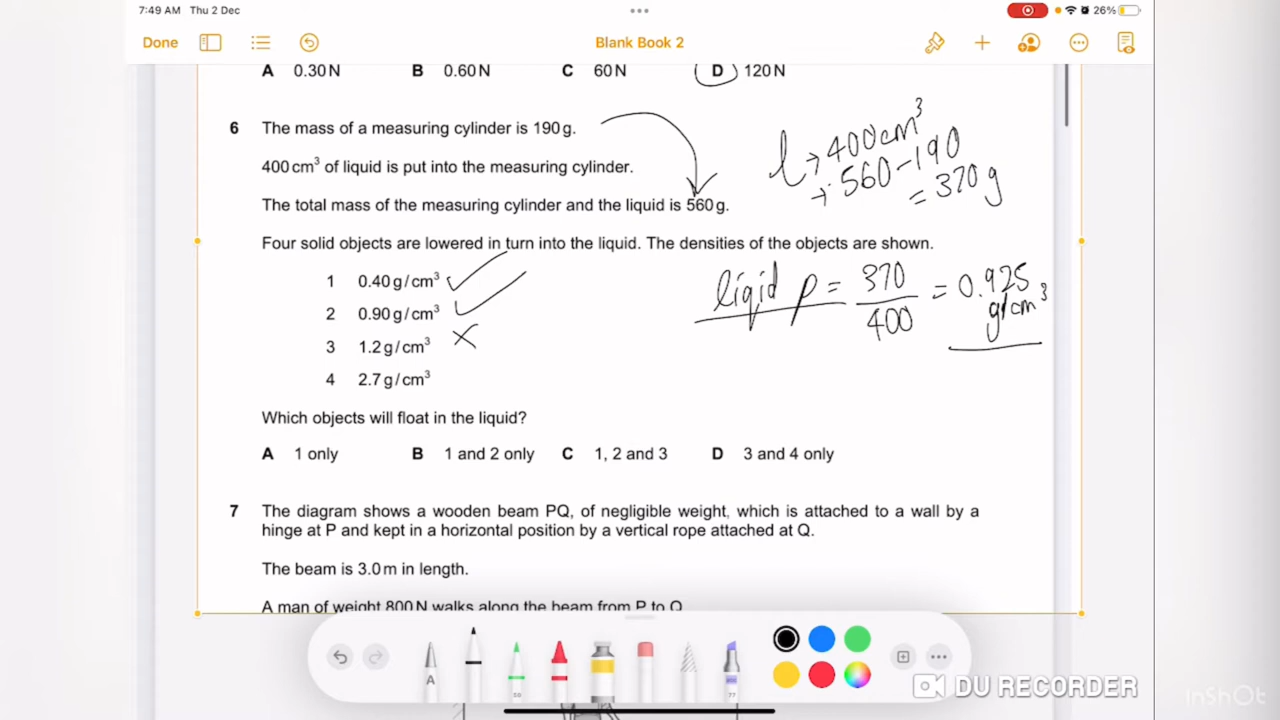 7:49 AM Thu 2 Dec
26%
Done
Blank Book 2
A 0.30 N B 0.60 N C 60 N D 120 N
6 The mass of a measuring cylinder is 190 g.
400 cm³ of liquid is put into the measuring cylinder.
The total mass of the measuring cylinder and the liquid is 560 g.
Four solid objects are lowered in turn into the liquid. The densities of the objects are shown.
1 0.40 g/cm³
2 0.90 g/cm³
3 1.2 g/cm³
4 2.7 g/cm³
l → 400cm³
→ 560-190
= 370 g
liqid ρ = 370/400 = 0.925
g/cm³
Which objects will float in the liquid?
A 1 only B 1 and 2 only C 1, 2 and 3 D 3 and 4 only
7 The diagram shows a wooden beam PQ, of negligible weight, which is attached to a wall by a
hinge at P and kept in a horizontal position by a vertical rope attached at Q.
The beam is 3.0 m in length.
A man of weight 800 N walks along the beam from P to Q
A
50
77
DU RECORDER
InShOt